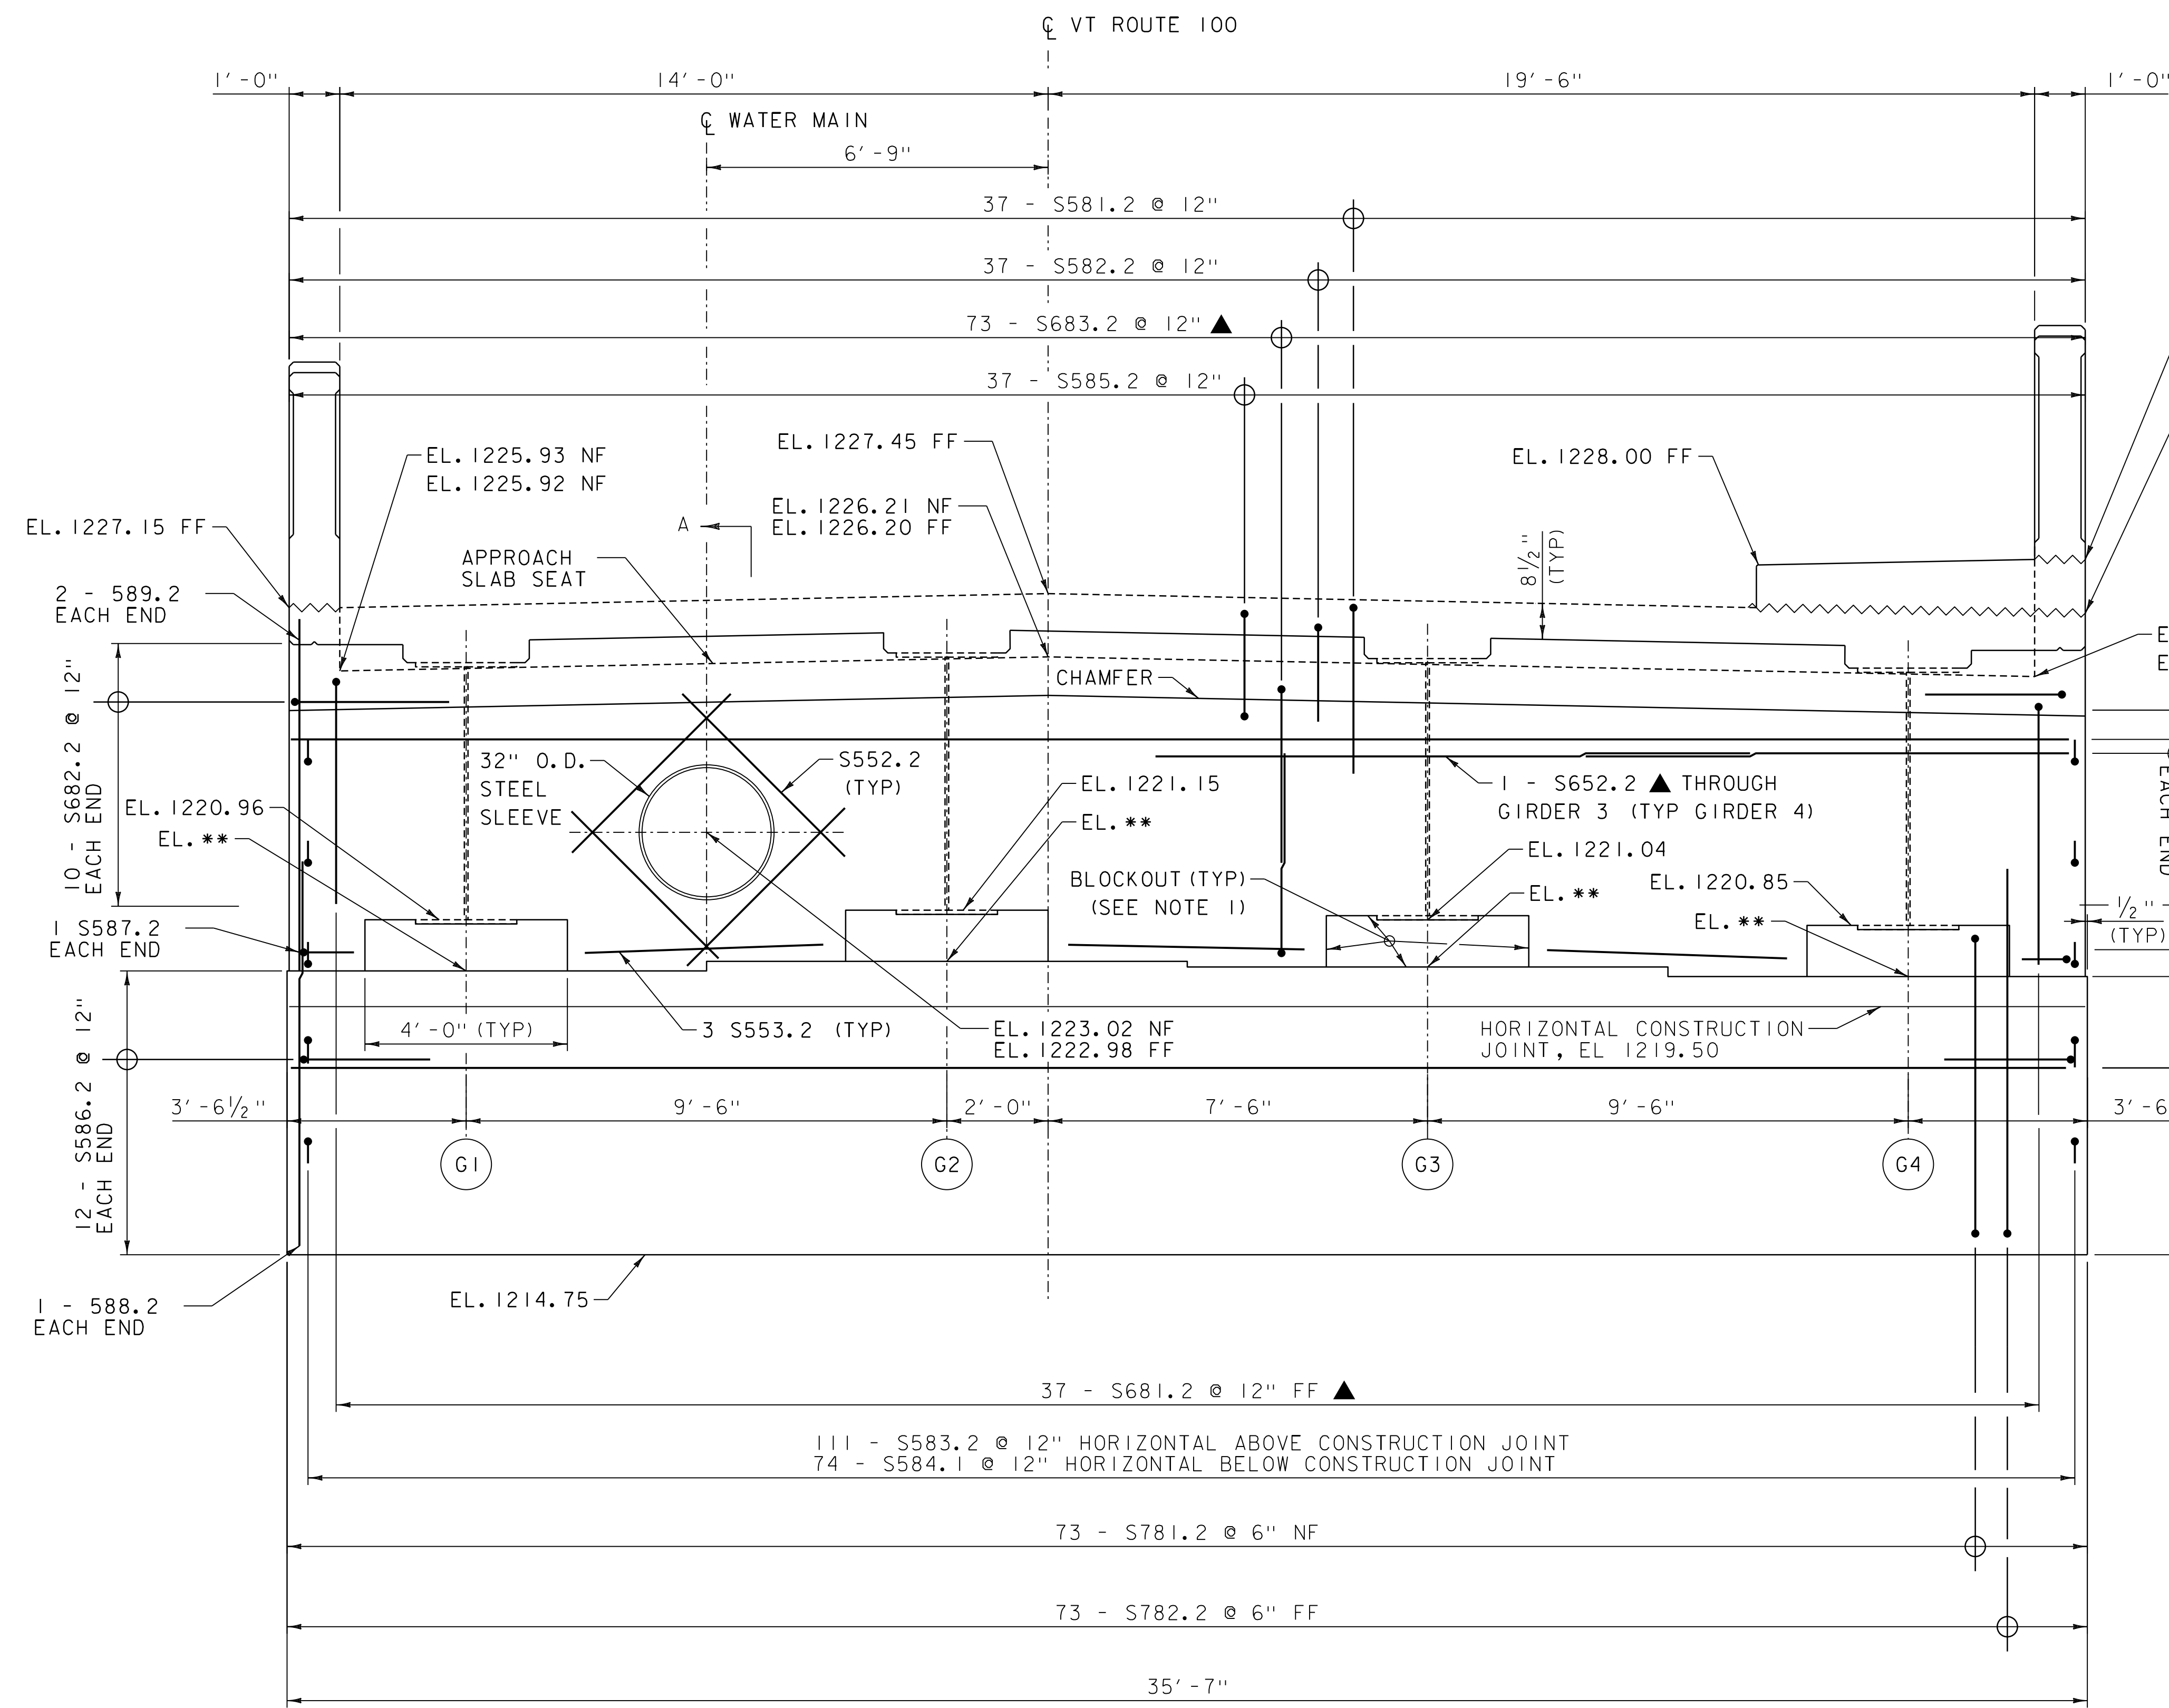 ℄ VT ROUTE 100
1'-0"
14'-0"
19'-6"
1'-0"
℄ WATER MAIN
6'-9"
37 - S581.2 @ 12"
37 - S582.2 @ 12"
73 - S683.2 @ 12" ▲
37 - S585.2 @ 12"
EL. 1227.45 FF
EL. 1225.93 NF
EL. 1225.92 NF
EL. 1228.00 FF
EL. 1226.21 NF
EL. 1226.20 FF
A
EL. 1227.15 FF
8 1/2"
(TYP)
APPROACH
SLAB SEAT
2 - 589.2
EACH END
CHAMFER
10 - S682.2 @ 12"
EACH END
32" O.D.
STEEL
SLEEVE
S552.2
(TYP)
EL. 1221.15
1 - S652.2 ▲ THROUGH
GIRDER 3 (TYP GIRDER 4)
EACH END
EL. 1220.96
EL. **
EL. **
EL. 1221.04
BLOCKOUT (TYP)
(SEE NOTE 1)
EL. 1220.85
EL. **
EL. **
1/2"
(TYP)
1 S587.2
EACH END
4'-0" (TYP)
3 S553.2 (TYP)
EL. 1223.02 NF
EL. 1222.98 FF
HORIZONTAL CONSTRUCTION
JOINT, EL 1219.50
12 - S586.2 @ 12"
EACH END
3'-6 1/2"
9'-6"
2'-0"
7'-6"
9'-6"
3'-6
G1
G2
G3
G4
EL. 1214.75
1 - 588.2
EACH END
37 - S681.2 @ 12" FF ▲
111 - S583.2 @ 12" HORIZONTAL ABOVE CONSTRUCTION JOINT
74 - S584.1 @ 12" HORIZONTAL BELOW CONSTRUCTION JOINT
73 - S781.2 @ 6" NF
73 - S782.2 @ 6" FF
35'-7"